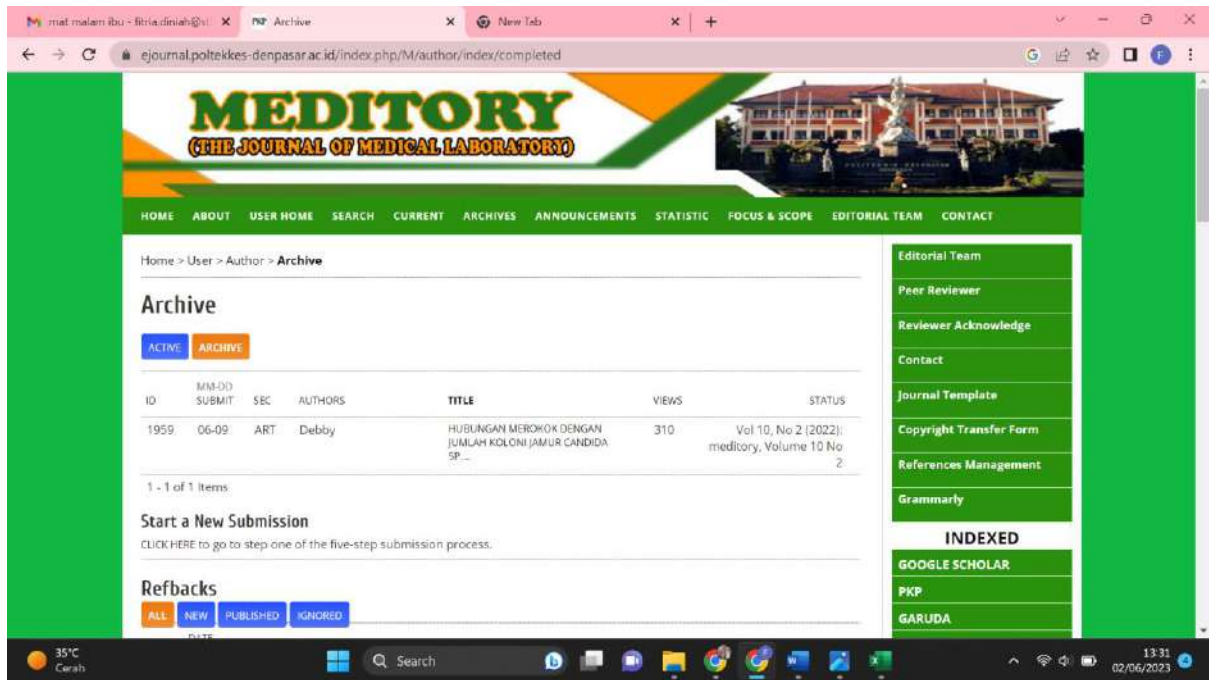 mat malam ibu - fitria.diniah@st
PKP Archive
New Tab
ejournal.poltekkes-denpasar.ac.id/index.php/M/author/index/completed
MEDITORY
(THE JOURNAL OF MEDICAL LABORATORY)
HOME ABOUT USER HOME SEARCH CURRENT ARCHIVES ANNOUNCEMENTS STATISTIC FOCUS & SCOPE EDITORIAL TEAM CONTACT
Home > User > Author > Archive
Archive
ACTIVE ARCHIVE
MM-DD
ID SUBMIT SEC AUTHORS TITLE VIEWS STATUS
1959 06-09 ART Debby HUBUNGAN MEROKOK DENGAN 310 Vol 10, No 2 (2022):
JUMLAH KOLONI JAMUR CANDIDA meditory, Volume 10 No
SP.... 2
1 - 1 of 1 Items
Start a New Submission
CLICK HERE to go to step one of the five-step submission process.
Refbacks
ALL NEW PUBLISHED IGNORED
DATE
Editorial Team
Peer Reviewer
Reviewer Acknowledge
Contact
Journal Template
Copyright Transfer Form
References Management
Grammarly
INDEXED
GOOGLE SCHOLAR
PKP
GARUDA
35°C
Cerah
Search
13:31
02/06/2023
4